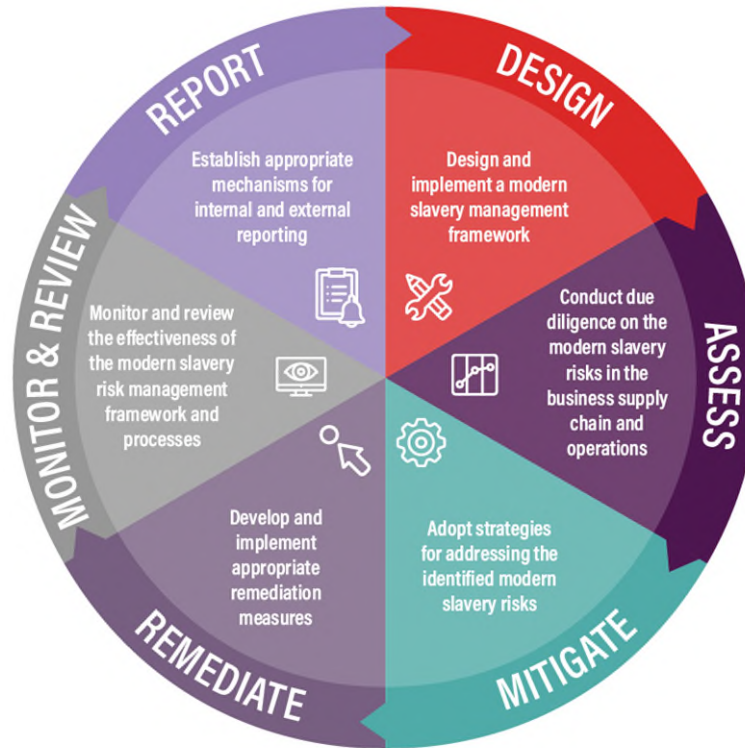 DESIGN
Design and
implement a modern
slavery management
framework
ASSESS
Conduct due
diligence on the
modern slavery
risks in the
business supply
chain and
operations
MITIGATE
Adopt strategies
for addressing the
identified modern
slavery risks
REMEDIATE
Develop and
implement
appropriate
remediation
measures
MONITOR & REVIEW
Monitor and review
the effectiveness of
the modern slavery
risk management
framework and
processes
REPORT
Establish appropriate
mechanisms for
internal and external
reporting